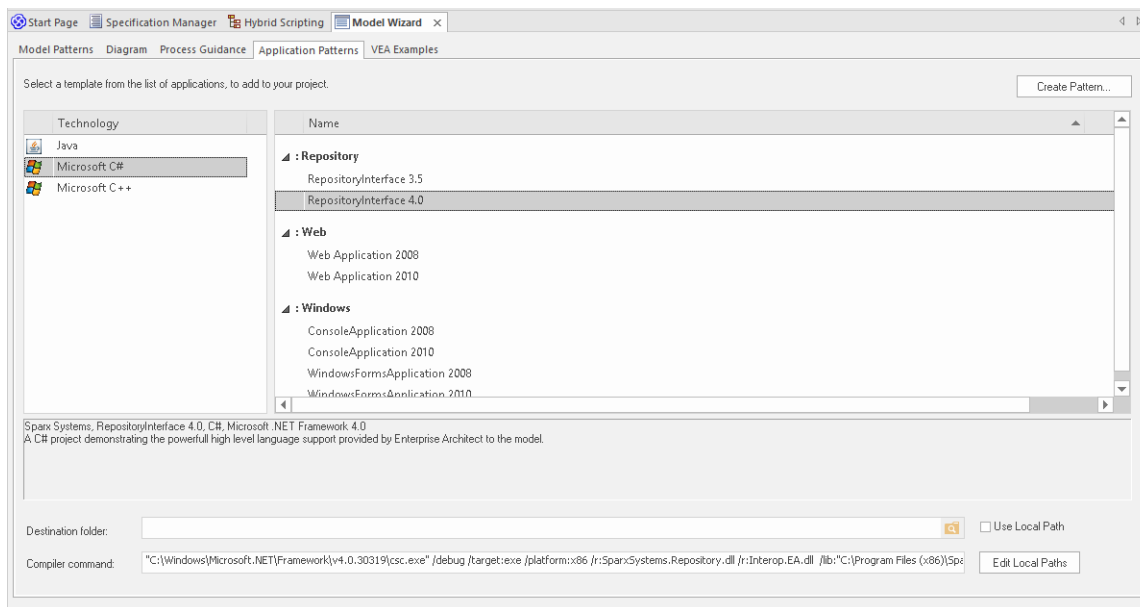 Start Page Specification Manager Hybrid Scripting Model Wizard
Model Patterns Diagram Process Guidance Application Patterns VEA Examples
Select a template from the list of applications, to add to your project.
Create Pattern...
Technology
Java
Microsoft C#
Microsoft C++
Name
: Repository
RepositoryInterface 3.5
RepositoryInterface 4.0
: Web
Web Application 2008
Web Application 2010
: Windows
ConsoleApplication 2008
ConsoleApplication 2010
WindowsFormsApplication 2008
WindowsFormsApplication 2010
Sparx Systems, RepositoryInterface 4.0, C#, Microsoft .NET Framework 4.0
A C# project demonstrating the powerfull high level language support provided by Enterprise Architect to the model.
Destination folder:
Use Local Path
Compiler command:
"C:\Windows\Microsoft.NET\Framework\v4.0.30319\csc.exe" /debug /target:exe /platform:x86 /r:SparxSystems.Repository.dll /r:Interop.EA.dll /lib:"C:\Program Files (x86)\Spa
Edit Local Paths